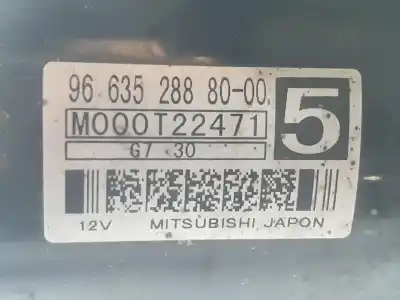 96 635 288 80-00
5
M000T22471
G7 30
12V MITSUBISHI JAPON